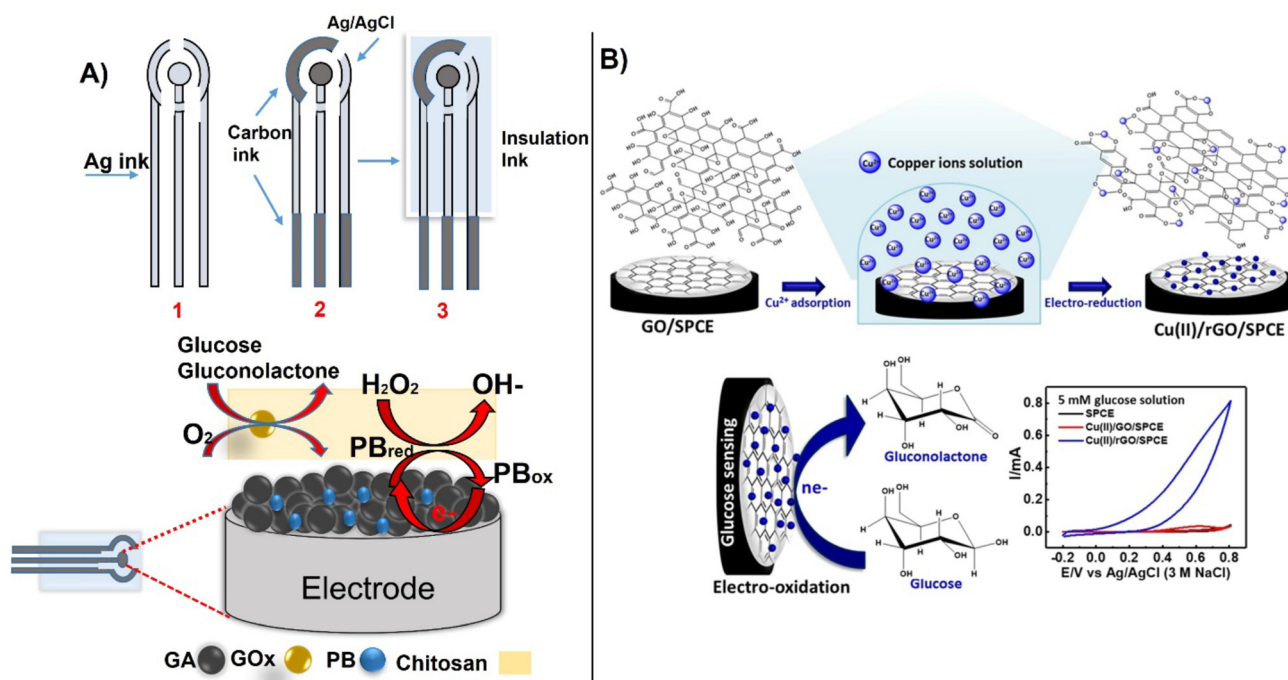 A)
Ag/AgCl
Ag ink
Carbon
ink
Insulation
Ink
1
2
3
Glucose
Gluconolactone
O2
H2O2
OH-
PBred
PBox
e-
Electrode
GA
GOx
PB
Chitosan
B)
Cu2+
Copper ions solution
GO/SPCE
Cu2+ adsorption
Electro-reduction
Cu(II)/rGO/SPCE
Glucose sensing
Electro-oxidation
ne-
Gluconolactone
Glucose
5 mM glucose solution
SPCE
Cu(II)/GO/SPCE
Cu(II)/rGO/SPCE
I/mA
0.8
0.6
0.4
0.2
0.0
-0.2 0.0 0.2 0.4 0.6 0.8
E/V vs Ag/AgCl (3 M NaCl)